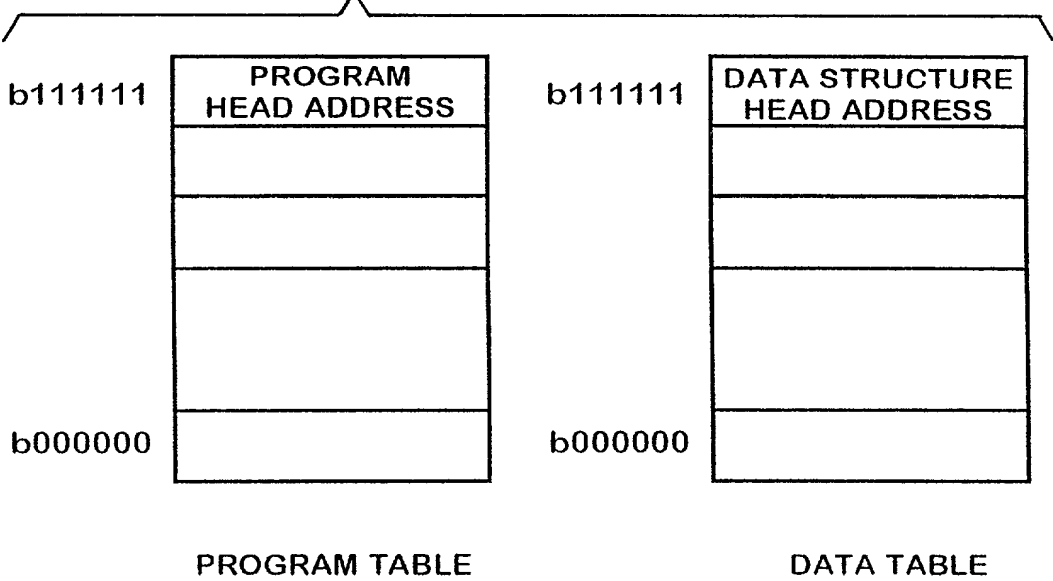 b111111
PROGRAM
HEAD ADDRESS
b111111
DATA STRUCTURE
HEAD ADDRESS
b000000
b000000
PROGRAM TABLE
DATA TABLE